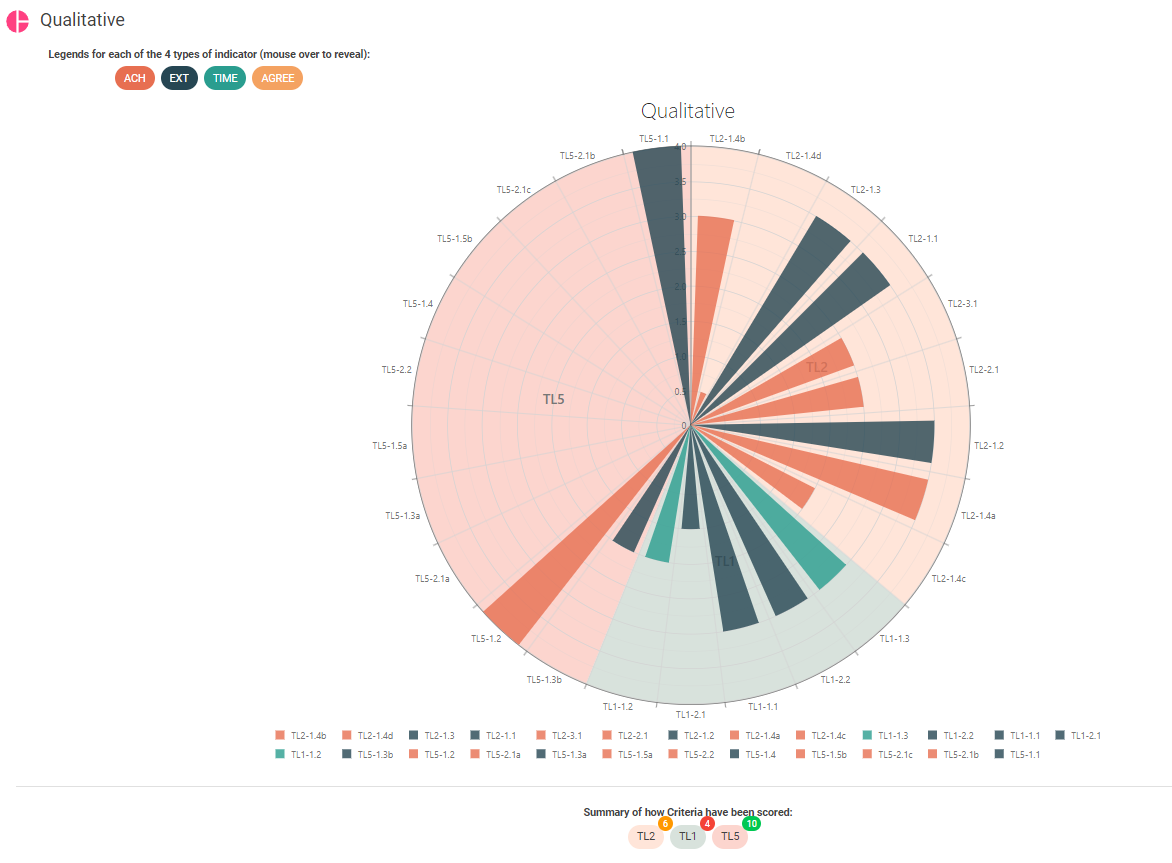 Qualitative
Legends for each of the 4 types of indicator (mouse over to reveal):
ACH EXT TIME AGREE
Qualitative
TL5-1.1 TL2-1.4b
4.0
TL5-2.1b TL2-1.4d
3.5
TL5-2.1c TL2-1.3
3.0
TL5-1.5b TL2-1.1
2.5
2.0
TL5-1.4 TL2-3.1
1.5
1.0
TL2
TL5-2.2 TL2-2.1
0.5
TL5
0
TL5-1.5a TL2-1.2
TL5-1.3a TL2-1.4a
TL1
TL5-2.1a TL2-1.4c
TL5-1.2 TL1-1.3
TL5-1.3b TL1-2.2
TL1-1.2 TL1-1.1
TL1-2.1
TL2-1.4b TL2-1.4d TL2-1.3 TL2-1.1 TL2-3.1 TL2-2.1 TL2-1.2 TL2-1.4a TL2-1.4c TL1-1.3 TL1-2.2 TL1-1.1 TL1-2.1
TL1-1.2 TL5-1.3b TL5-1.2 TL5-2.1a TL5-1.3a TL5-1.5a TL5-2.2 TL5-1.4 TL5-1.5b TL5-2.1c TL5-2.1b TL5-1.1
Summary of how Criteria have been scored:
6 4 10
TL2 TL1 TL5